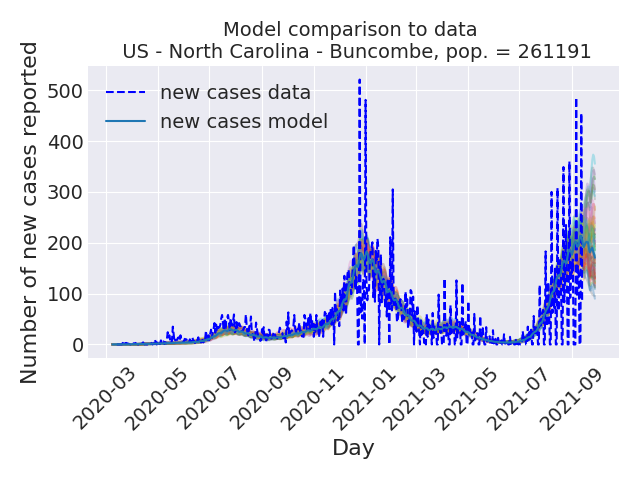 Model comparison to data
US - North Carolina - Buncombe, pop. = 261191
Number of new cases reported
500
400
300
200
100
0
new cases data
new cases model
2020-03
2020-05
2020-07
2020-09
2020-11
2021-01
2021-03
2021-05
2021-07
2021-09
Day